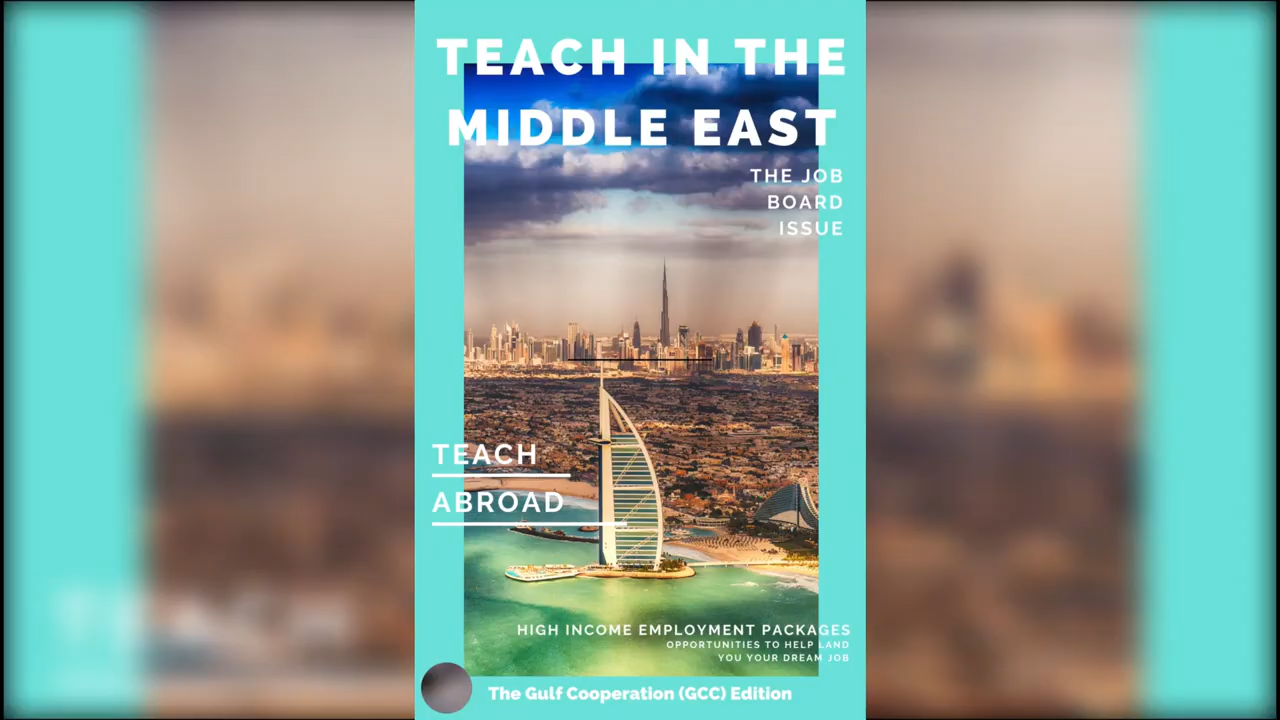 TEACH IN THE
MIDDLE EAST
THE JOB
BOARD
ISSUE
TEACH
ABROAD
HIGH INCOME EMPLOYMENT PACKAGES
OPPORTUNITIES TO HELP LAND
YOU YOUR DREAM JOB
The Gulf Cooperation (GCC) Edition